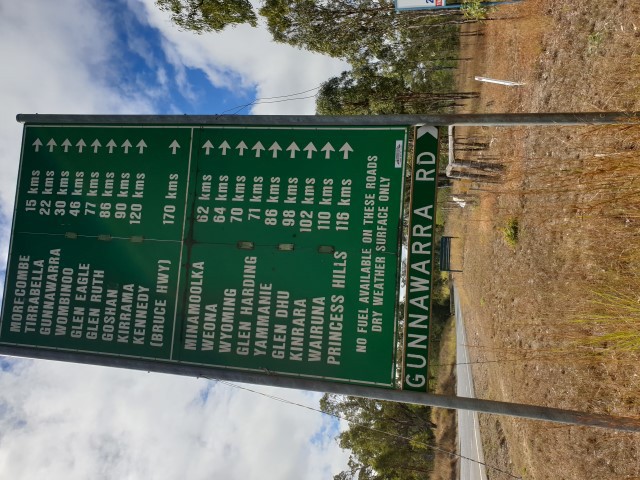 MORECOMBE 15 kms
TIRRABELLA 22 kms
GUNNAWARRA 30 kms
WOMBINOO 46 kms
GLEN EAGLE 77 kms
GLEN RUTH 86 kms
GOSHAN 90 kms
KIRRAMA 120 kms
KENNEDY
(BRUCE HWY) 170 kms
MINAMOOLKA 62 kms
WEONA 64 kms
WYOMING 70 kms
GLEN HARDING 71 kms
YAMMANIE 86 kms
GLEN DHU 98 kms
KINRARA 102 kms
WAIRUNA 110 kms
PRINCESS HILLS 116 kms
NO FUEL AVAILABLE ON THESE ROADS
DRY WEATHER SURFACE ONLY
GUNNAWARRA RD